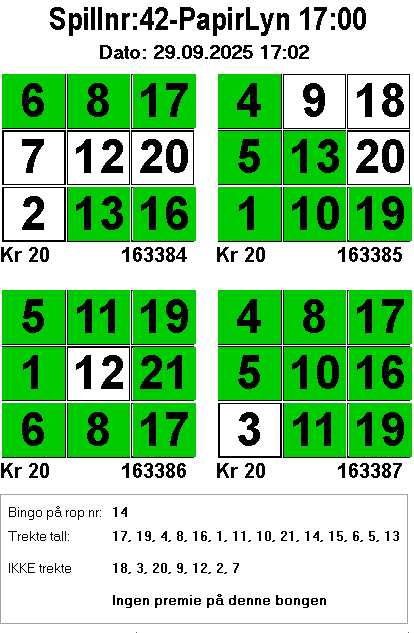 Spillnr:42-PapirLyn 17:00
Dato: 29.09.2025 17:02
6 8 17
7 12 20
2 13 16
Kr 20 163384
4 9 18
5 13 20
1 10 19
Kr 20 163385
5 11 19
1 12 21
6 8 17
Kr 20 163386
4 8 17
5 10 16
3 11 19
Kr 20 163387
Bingo på rop nr: 14
Trekte tall: 17, 19, 4, 8, 16, 1, 11, 10, 21, 14, 15, 6, 5, 13
IKKE trekte 18, 3, 20, 9, 12, 2, 7
Ingen premie på denne bongen